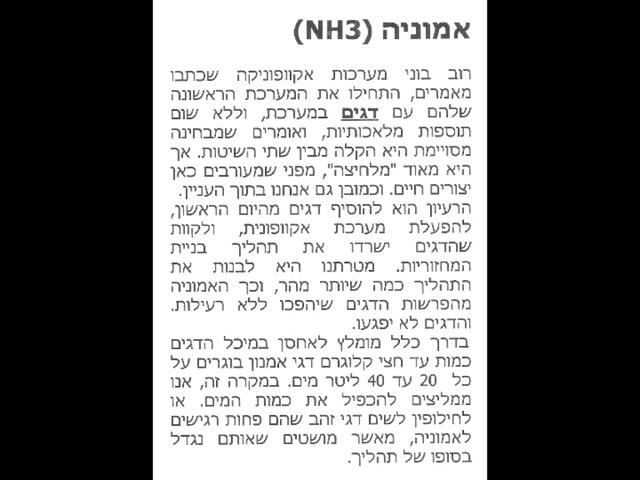 אמוניה (NH3)
רוב בוני מערכות אקוופוניקה שכתבו
מאמרים, התחילו את המערכת הראשונה
שלהם עם דגים במערכת, וללא שום
תוספות מלאכותיות, ואומרים שמבחינה
מסויימת היא הקלה מבין שתי השיטות. אך
היא מאוד "מלחיצה", מפני שמעורבים כאן
יצורים חיים. וכמובן גם אנחנו בתוך העניין.
הרעיון הוא להוסיף דגים מהיום הראשון,
להפעלת מערכת אקוופונית, ולקוות
שהדגים ישרדו את תהליך בניית
המחזוריות. מטרתנו היא לבנות את
התהליך כמה שיותר מהר, וכך האמוניה
מהפרשות הדגים שיהפכו ללא רעילות.
והדגים לא יפגעו.
בדרך כלל מומלץ לאחסן במיכל הדגים
כמות עד חצי קלוגרם דגי אמנון בוגרים על
כל 20 עד 40 ליטר מים. במקרה זה, אנו
ממליצים להכפיל את כמות המים. או
לחילופין לשים דגי זהב שהם פחות רגישים
לאמוניה, מאשר מושטים שאותם נגדל
בסופו של תהליך.